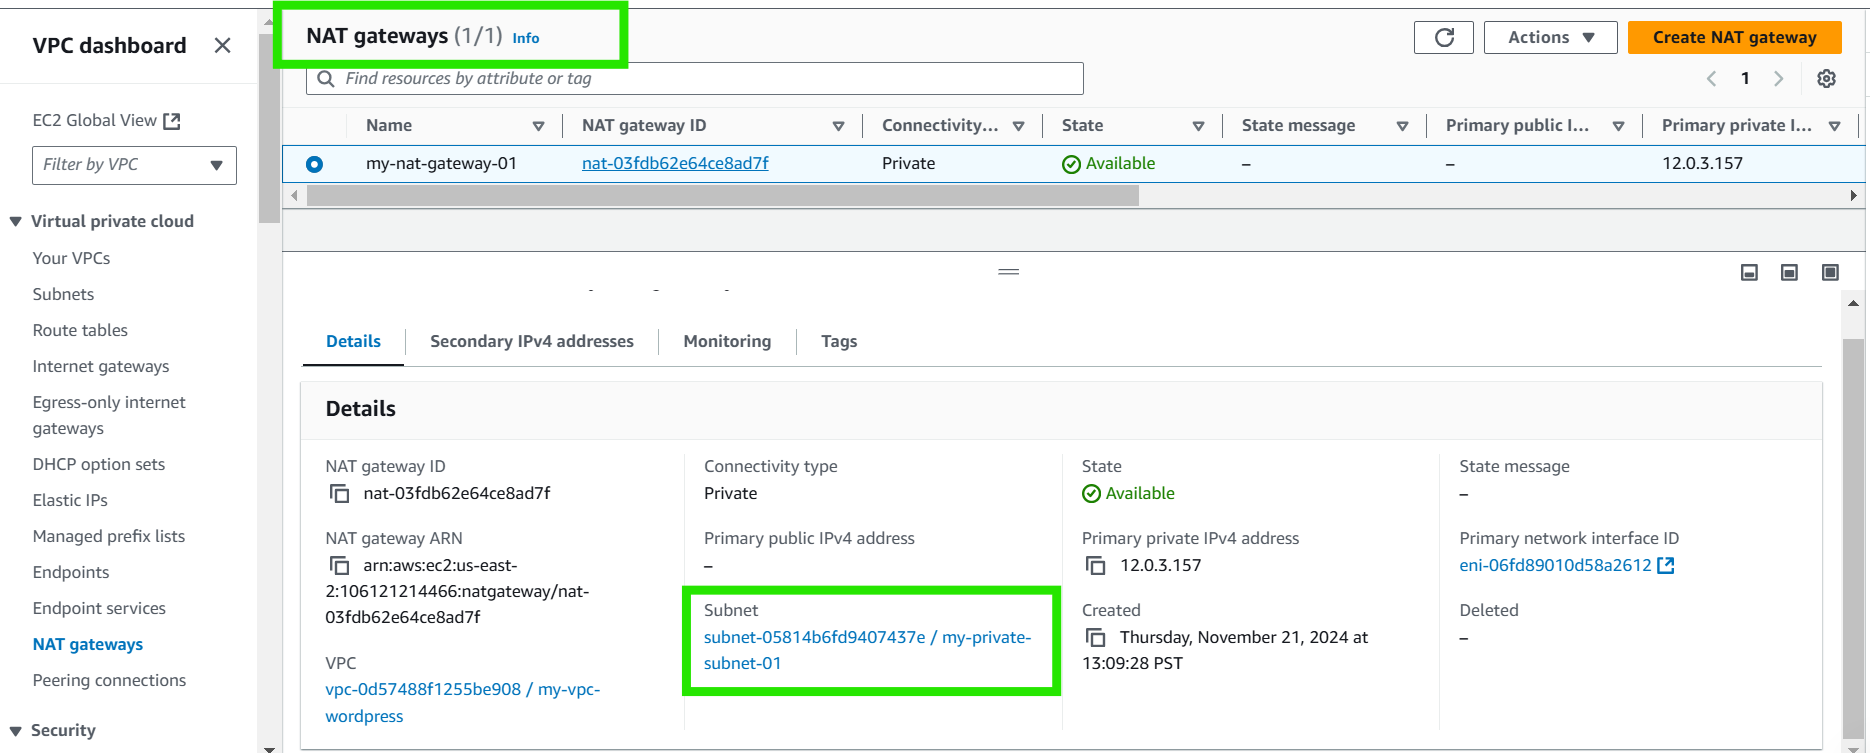 VPC dashboard
EC2 Global View
Filter by VPC
Virtual private cloud
Your VPCs
Subnets
Route tables
Internet gateways
Egress-only internet
gateways
DHCP option sets
Elastic IPs
Managed prefix lists
Endpoints
Endpoint services
NAT gateways
Peering connections
Security
NAT gateways (1/1) Info
Actions
Create NAT gateway
Find resources by attribute or tag
1
Name NAT gateway ID Connectivity... State State message Primary public I... Primary private I...
my-nat-gateway-01 nat-03fdb62e64ce8ad7f Private Available – – 12.0.3.157
Details Secondary IPv4 addresses Monitoring Tags
Details
NAT gateway ID
nat-03fdb62e64ce8ad7f
NAT gateway ARN
arn:aws:ec2:us-east-
2:106121214466:natgateway/nat-
03fdb62e64ce8ad7f
VPC
vpc-0d57488f1255be908 / my-vpc-
wordpress
Connectivity type
Private
Primary public IPv4 address
–
Subnet
subnet-05814b6fd9407437e / my-private-
subnet-01
State
Available
Primary private IPv4 address
12.0.3.157
Created
Thursday, November 21, 2024 at
13:09:28 PST
State message
–
Primary network interface ID
eni-06fd89010d58a2612
Deleted
–